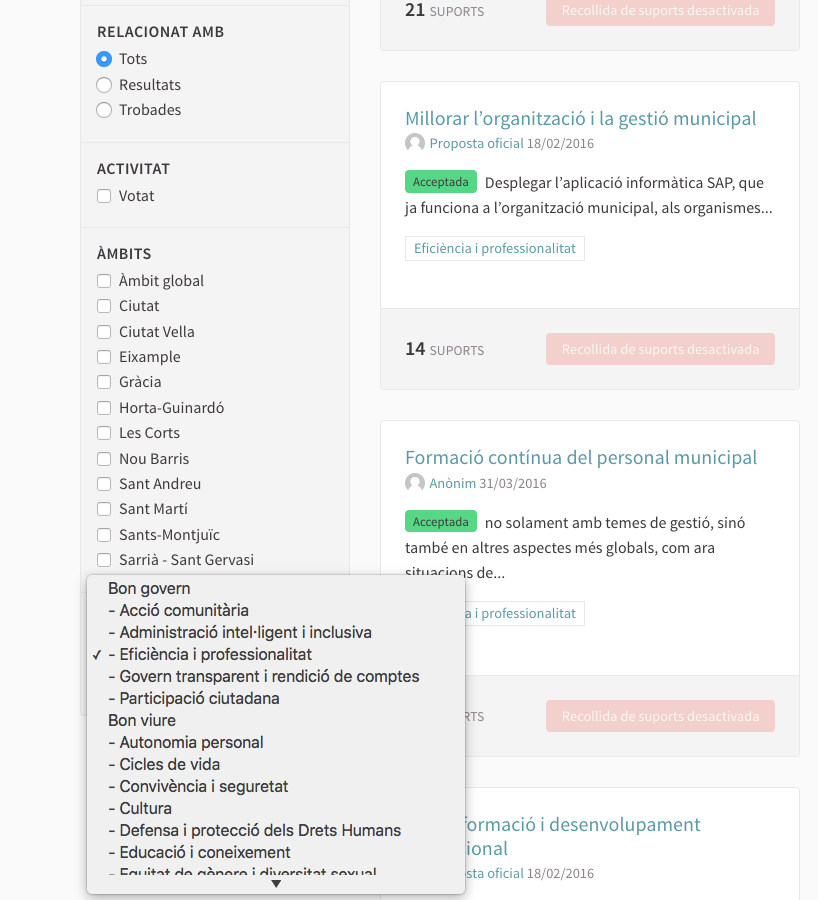 RELACIONAT AMB
Tots
Resultats
Trobades
ACTIVITAT
Votat
ÀMBITS
Àmbit global
Ciutat
Ciutat Vella
Eixample
Gràcia
Horta-Guinardó
Les Corts
Nou Barris
Sant Andreu
Sant Martí
Sants-Montjuïc
Sarrià - Sant Gervasi
Bon govern
- Acció comunitària
- Administració intel·ligent i inclusiva
✓ - Eficiència i professionalitat
- Govern transparent i rendició de comptes
- Participació ciutadana
Bon viure
- Autonomia personal
- Cicles de vida
- Convivència i seguretat
- Cultura
- Defensa i protecció dels Drets Humans
- Educació i coneixement
- Equitat de gènere i diversitat sexual
21 SUPORTS
Recollida de suports desactivada
Millorar l’organització i la gestió municipal
Proposta oficial 18/02/2016
Acceptada Desplegar l’aplicació informàtica SAP, que
ja funciona a l’organització municipal, als organismes...
Eficiència i professionalitat
14 SUPORTS
Recollida de suports desactivada
Formació contínua del personal municipal
Anònim 31/03/2016
Acceptada no solament amb temes de gestió, sinó
també en altres aspectes més globals, com ara
situacions de...
a i professionalitat
RTS
Recollida de suports desactivada
formació i desenvolupament
sional
sta oficial 18/02/2016